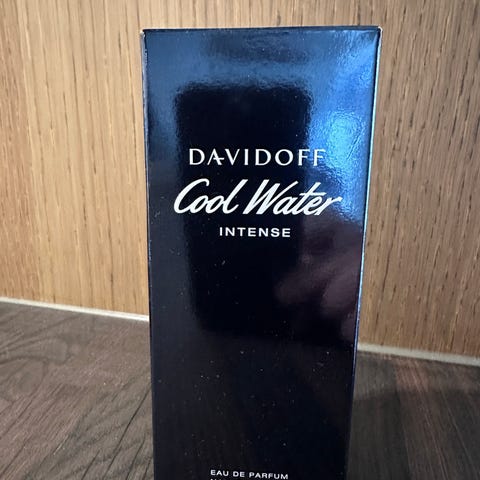 DAVIDOFF
Cool Water
INTENSE
EAU DE PARFUM